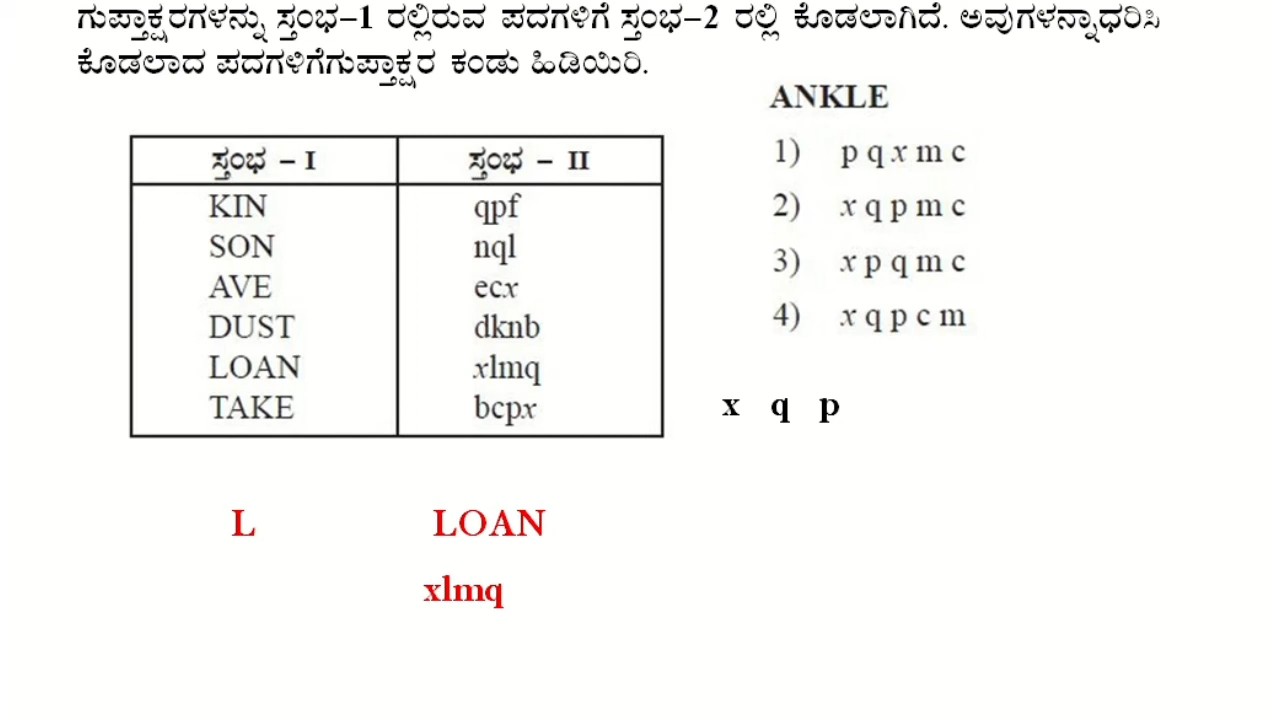 ಗುಪ್ತಾಕ್ಷರಗಳನ್ನು ಸ್ತಂಭ–1 ರಲ್ಲಿರುವ ಪದಗಳಿಗೆ ಸ್ತಂಭ–2 ರಲ್ಲಿ ಕೊಡಲಾಗಿದೆ. ಅವುಗಳನ್ನಾಧರಿಸಿ
ಕೊಡಲಾದ ಪದಗಳಿಗೆಗುಪ್ತಾಕ್ಷರ ಕಂಡು ಹಿಡಿಯಿರಿ.
ಸ್ತಂಭ – I ಸ್ತಂಭ – II
KIN qpf
SON nql
AVE ecx
DUST dknb
LOAN xlmq
TAKE bcpx
ANKLE
1) p q x m c
2) x q p m c
3) x p q m c
4) x q p c m
x q p
L LOAN
xlmq